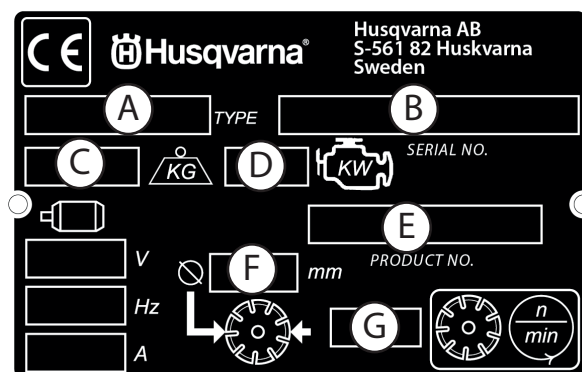 CE Husqvarna®
Husqvarna AB
S-561 82 Huskvarna
Sweden
A TYPE B
SERIAL NO.
C KG D KW
E
PRODUCT NO.
V
F mm
Hz
G
n
min
A